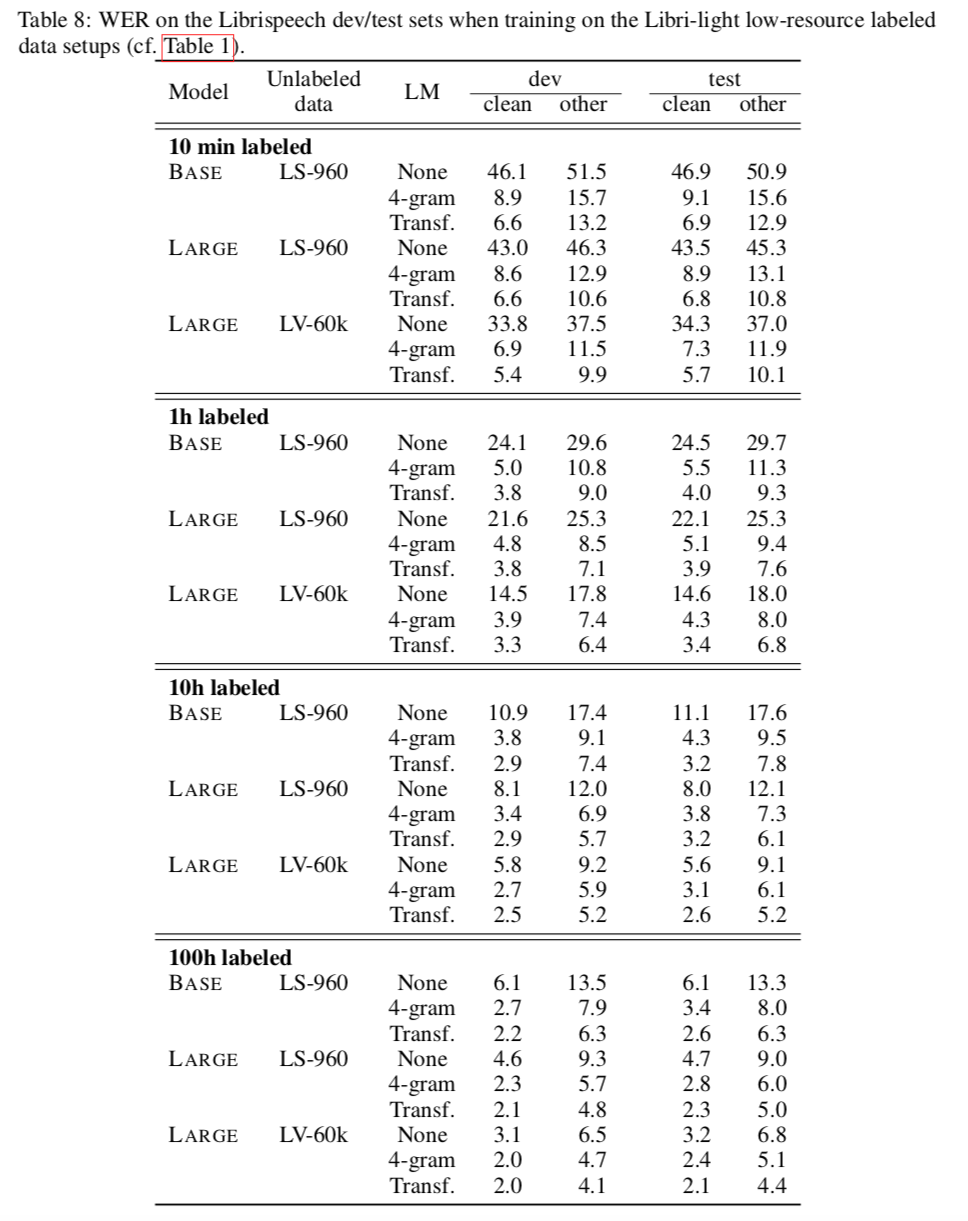 Table 8: WER on the Librispeech dev/test sets when training on the Libri-light low-resource labeled
data setups (cf. Table 1).
Model Unlabeled data LM dev test
clean other clean other
10 min labeled
BASE LS-960 None 46.1 51.5 46.9 50.9
4-gram 8.9 15.7 9.1 15.6
Transf. 6.6 13.2 6.9 12.9
LARGE LS-960 None 43.0 46.3 43.5 45.3
4-gram 8.6 12.9 8.9 13.1
Transf. 6.6 10.6 6.8 10.8
LARGE LV-60k None 33.8 37.5 34.3 37.0
4-gram 6.9 11.5 7.3 11.9
Transf. 5.4 9.9 5.7 10.1
1h labeled
BASE LS-960 None 24.1 29.6 24.5 29.7
4-gram 5.0 10.8 5.5 11.3
Transf. 3.8 9.0 4.0 9.3
LARGE LS-960 None 21.6 25.3 22.1 25.3
4-gram 4.8 8.5 5.1 9.4
Transf. 3.8 7.1 3.9 7.6
LARGE LV-60k None 14.5 17.8 14.6 18.0
4-gram 3.9 7.4 4.3 8.0
Transf. 3.3 6.4 3.4 6.8
10h labeled
BASE LS-960 None 10.9 17.4 11.1 17.6
4-gram 3.8 9.1 4.3 9.5
Transf. 2.9 7.4 3.2 7.8
LARGE LS-960 None 8.1 12.0 8.0 12.1
4-gram 3.4 6.9 3.8 7.3
Transf. 2.9 5.7 3.2 6.1
LARGE LV-60k None 5.8 9.2 5.6 9.1
4-gram 2.7 5.9 3.1 6.1
Transf. 2.5 5.2 2.6 5.2
100h labeled
BASE LS-960 None 6.1 13.5 6.1 13.3
4-gram 2.7 7.9 3.4 8.0
Transf. 2.2 6.3 2.6 6.3
LARGE LS-960 None 4.6 9.3 4.7 9.0
4-gram 2.3 5.7 2.8 6.0
Transf. 2.1 4.8 2.3 5.0
LARGE LV-60k None 3.1 6.5 3.2 6.8
4-gram 2.0 4.7 2.4 5.1
Transf. 2.0 4.1 2.1 4.4